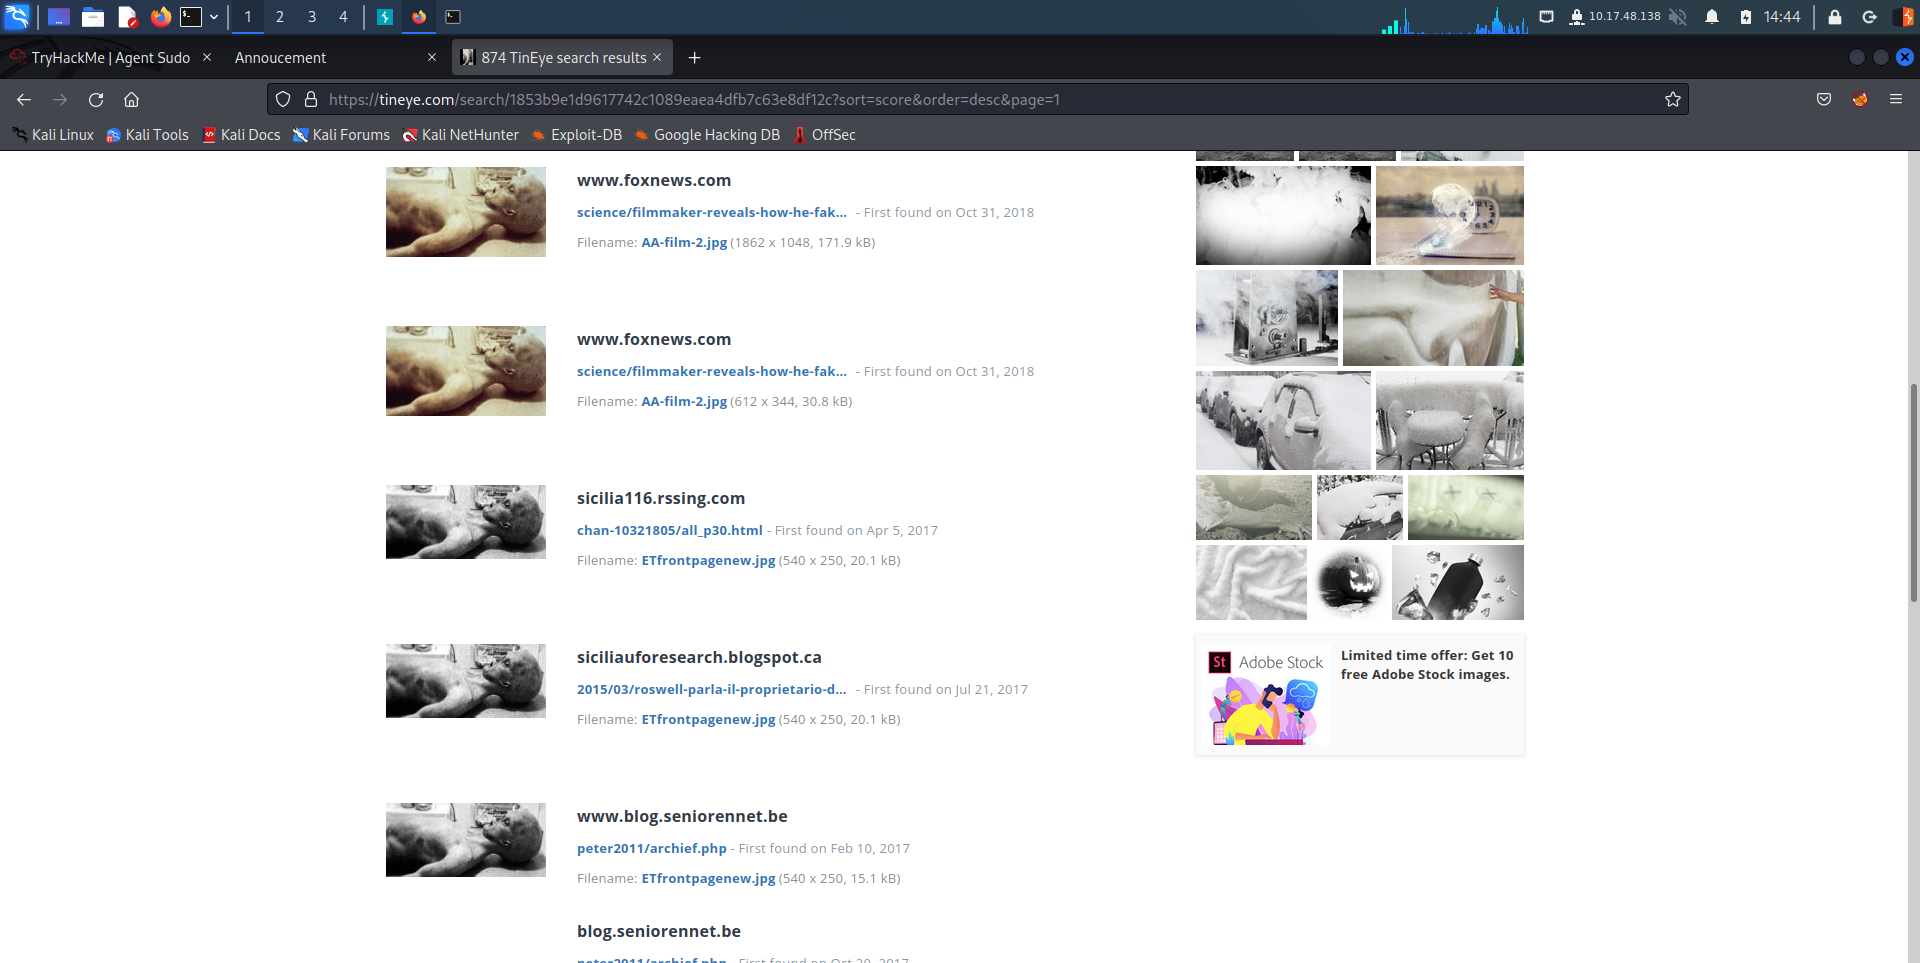 1 2 3 4 10.17.48.138 14:44
TryHackMe | Agent Sudo Annoucement 874 TinEye search results
https://tineye.com/search/1853b9e1d9617742c1089eaea4dfb7c63e8df12c?sort=score&order=desc&page=1
Kali Linux Kali Tools Kali Docs Kali Forums Kali NetHunter Exploit-DB Google Hacking DB OffSec
www.foxnews.com
science/filmmaker-reveals-how-he-fak... - First found on Oct 31, 2018
Filename: AA-film-2.jpg (1862 x 1048, 171.9 kB)
www.foxnews.com
science/filmmaker-reveals-how-he-fak... - First found on Oct 31, 2018
Filename: AA-film-2.jpg (612 x 344, 30.8 kB)
sicilia116.rssing.com
chan-10321805/all_p30.html - First found on Apr 5, 2017
Filename: ETfrontpagenew.jpg (540 x 250, 20.1 kB)
siciliauforesearch.blogspot.ca
2015/03/roswell-parla-il-proprietario-d... - First found on Jul 21, 2017
Filename: ETfrontpagenew.jpg (540 x 250, 20.1 kB)
www.blog.seniorennet.be
peter2011/archief.php - First found on Feb 10, 2017
Filename: ETfrontpagenew.jpg (540 x 250, 15.1 kB)
blog.seniorennet.be
peter2011/archief.php - First found on Oct 20, 2017
St Adobe Stock
Limited time offer: Get 10
free Adobe Stock images.